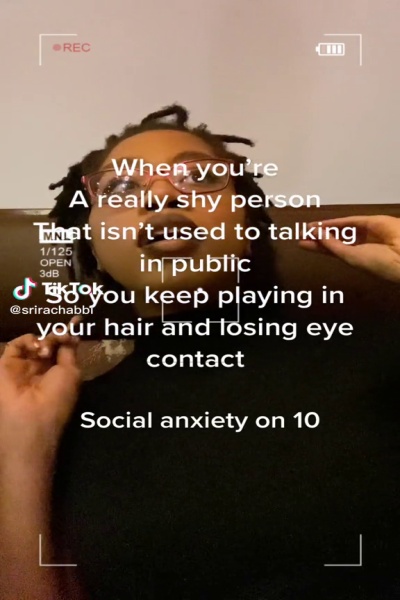 REC
When you're
A really shy person
That isn't used to talking
in public
So you keep playing in
your hair and losing eye
contact
Social anxiety on 10
MNL
1/125
OPEN
3dB
TikTok
@srirachabbi